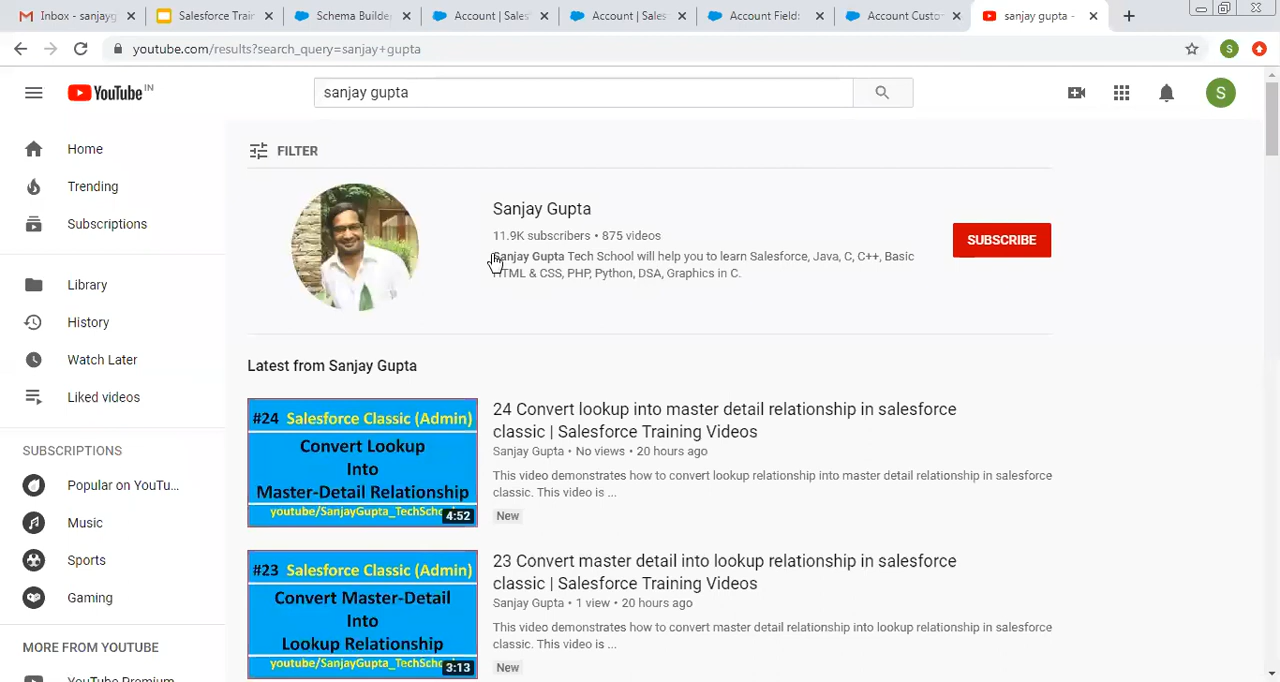 Inbox - sanjayg
Salesforce Train
Schema Builde
Account | Sales
Account | Sales
Account Field:
Account Custo
sanjay gupta -
youtube.com/results?search_query=sanjay+gupta
S
YouTube IN
sanjay gupta
S
Home
Trending
Subscriptions
Library
History
Watch Later
Liked videos
SUBSCRIPTIONS
Popular on YouTu...
Music
Sports
Gaming
MORE FROM YOUTUBE
YouTube Premium
FILTER
Sanjay Gupta
11.9K subscribers • 875 videos
Sanjay Gupta Tech School will help you to learn Salesforce, Java, C, C++, Basic
HTML & CSS, PHP, Python, DSA, Graphics in C.
SUBSCRIBE
Latest from Sanjay Gupta
#24 Salesforce Classic (Admin)
Convert Lookup
Into
Master-Detail Relationship
youtube/SanjayGupta_TechScho
4:52
24 Convert lookup into master detail relationship in salesforce
classic | Salesforce Training Videos
Sanjay Gupta • No views • 20 hours ago
This video demonstrates how to convert lookup relationship into master detail relationship in salesforce
classic. This video is ...
New
#23 Salesforce Classic (Admin)
Convert Master-Detail
Into
Lookup Relationship
youtube/SanjayGupta_TechScho
3:13
23 Convert master detail into lookup relationship in salesforce
classic | Salesforce Training Videos
Sanjay Gupta • 1 view • 20 hours ago
This video demonstrates how to convert master detail relationship into lookup relationship in salesforce
classic. This video is ...
New